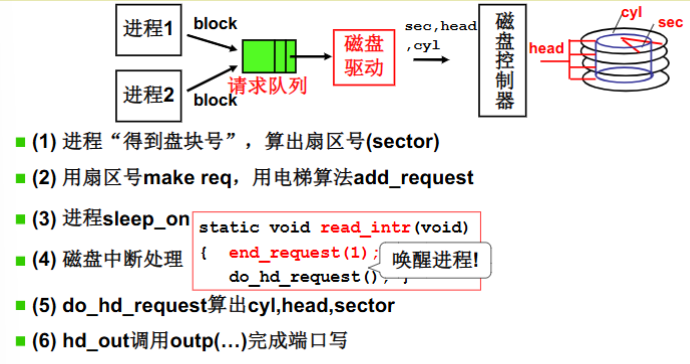 进程1
block
进程2
block
请求队列
磁盘
驱动
sec,head
,cyl
磁盘控制器
cyl
sec
head
(1) 进程“得到盘块号”，算出扇区号(sector)
(2) 用扇区号make req，用电梯算法add_request
(3) 进程sleep_on
(4) 磁盘中断处理
static void read_intr(void)
{ end_request(1);
do_hd_request(); }
唤醒进程!
(5) do_hd_request算出cyl,head,sector
(6) hd_out调用outp(…)完成端口写